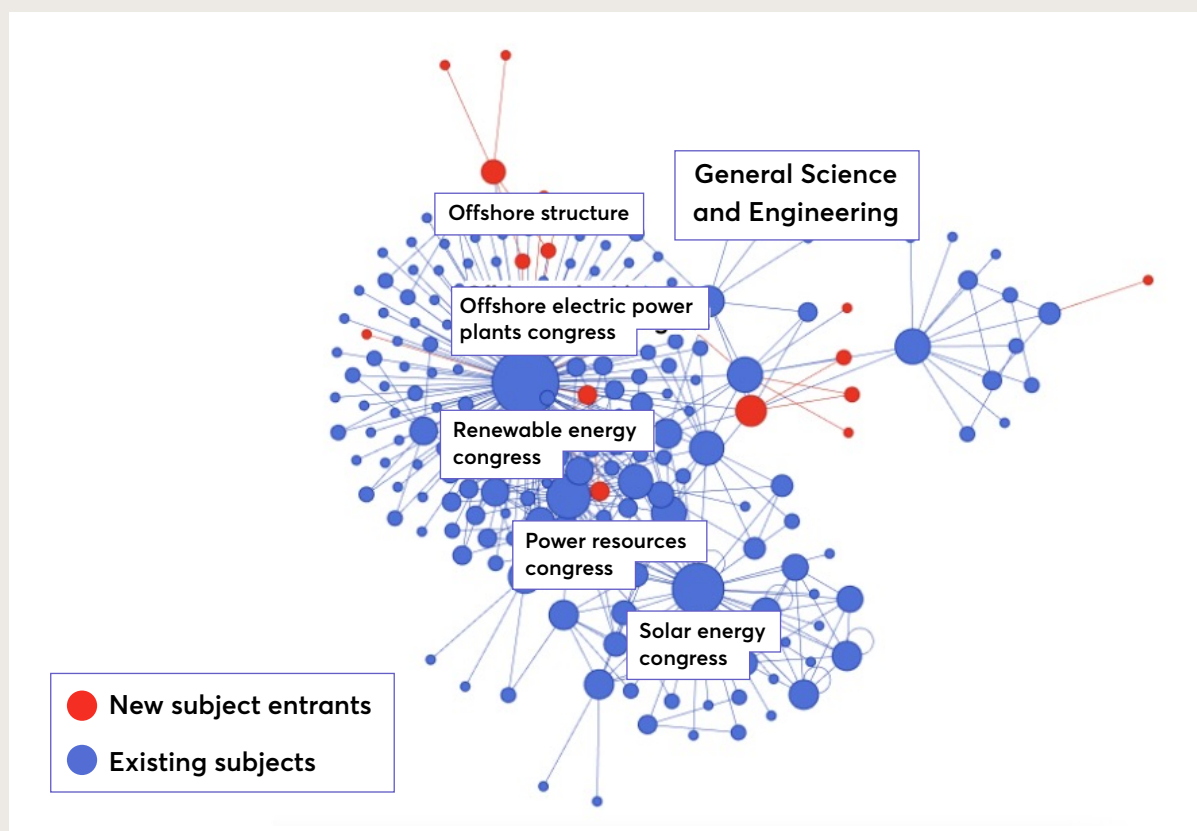 General Science
and Engineering
Offshore structure
Offshore electric power
plants congress
Renewable energy
congress
Power resources
congress
Solar energy
congress
New subject entrants
Existing subjects